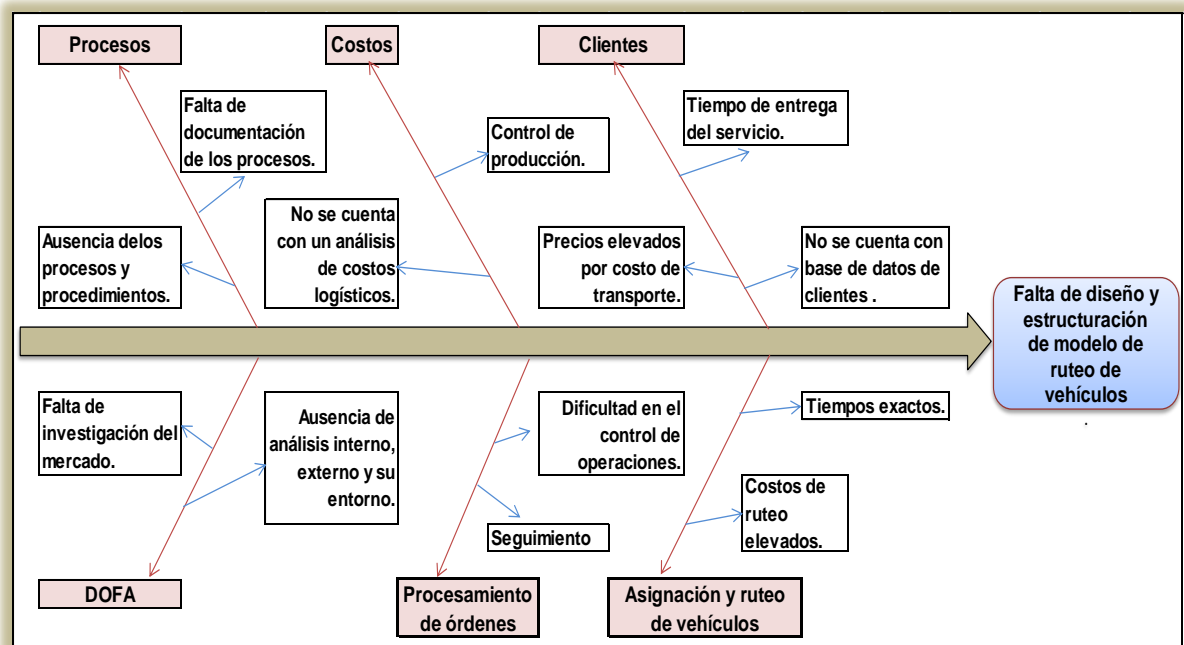 Procesos
Costos
Clientes
Falta de
documentación
de los procesos.
Control de
producción.
Tiempo de entrega
del servicio.
Ausencia delos
procesos y
procedimientos.
No se cuenta
con un análisis
de costos
logísticos.
Precios elevados
por costo de
transporte.
No se cuenta con
base de datos de
clientes .
Falta de diseño y
estructuración
de modelo de
ruteo de
vehículos
.
Falta de
investigación del
mercado.
Ausencia de
análisis interno,
externo y su
entorno.
Dificultad en el
control de
operaciones.
Tiempos exactos.
Seguimiento
Costos de
ruteo
elevados.
DOFA
Procesamiento
de órdenes
Asignación y ruteo
de vehículos